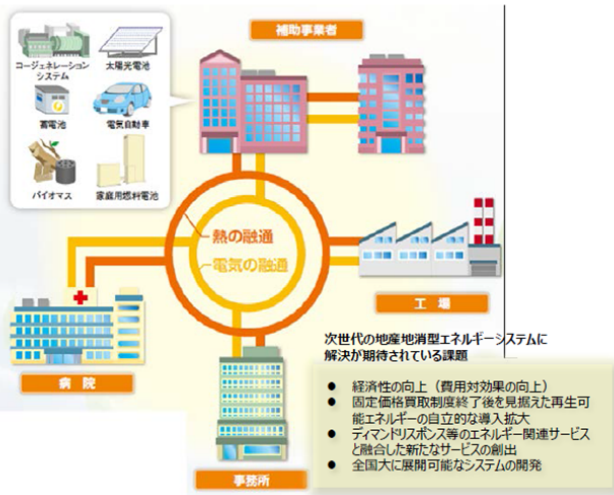 補助事業者
コージェネレーション
システム
太陽光電池
蓄電池
電気自動車
バイオマス
家庭用燃料電池
熱の融通
電気の融通
工場
病院
事務所
次世代の地産地消型エネルギーシステムに
解決が期待されている課題
● 経済性の向上（費用対効果の向上）
● 固定価格買取制度終了後を見据えた再生可
能エネルギーの自立的な導入拡大
● ディマンドリスポンス等のエネルギー関連サービス
と融合した新たなサービスの創出
● 全国大に展開可能なシステムの開発